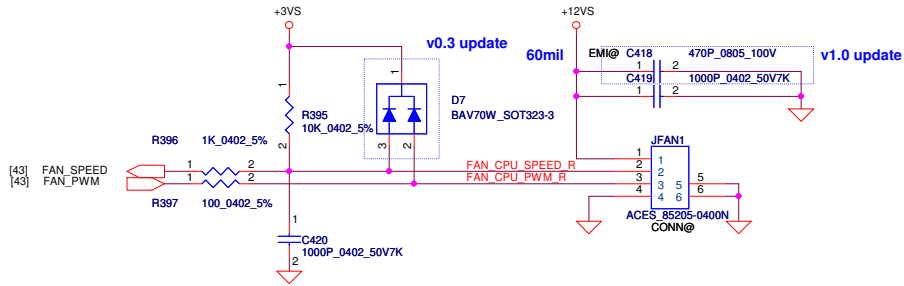 +3VS
+12VS
v0.3 update
60mil
EMI@ C418 470P_0805_100V
1 2
C419 1000P_0402_50V7K
1 2
v1.0 update
1
R395
10K_0402_5%
2
1
D7
BAV70W_SOT323-3
3 2
R396 1K_0402_5%
[43] FAN_SPEED 1 2 FAN_CPU_SPEED_R
[43] FAN_PWM 1 2 FAN_CPU_PWM_R
R397 100_0402_5%
JFAN1
1 1
2 2
3 3 5 5
4 4 6 6
ACES_85205-0400N
CONN@
1
C420
1000P_0402_50V7K
2